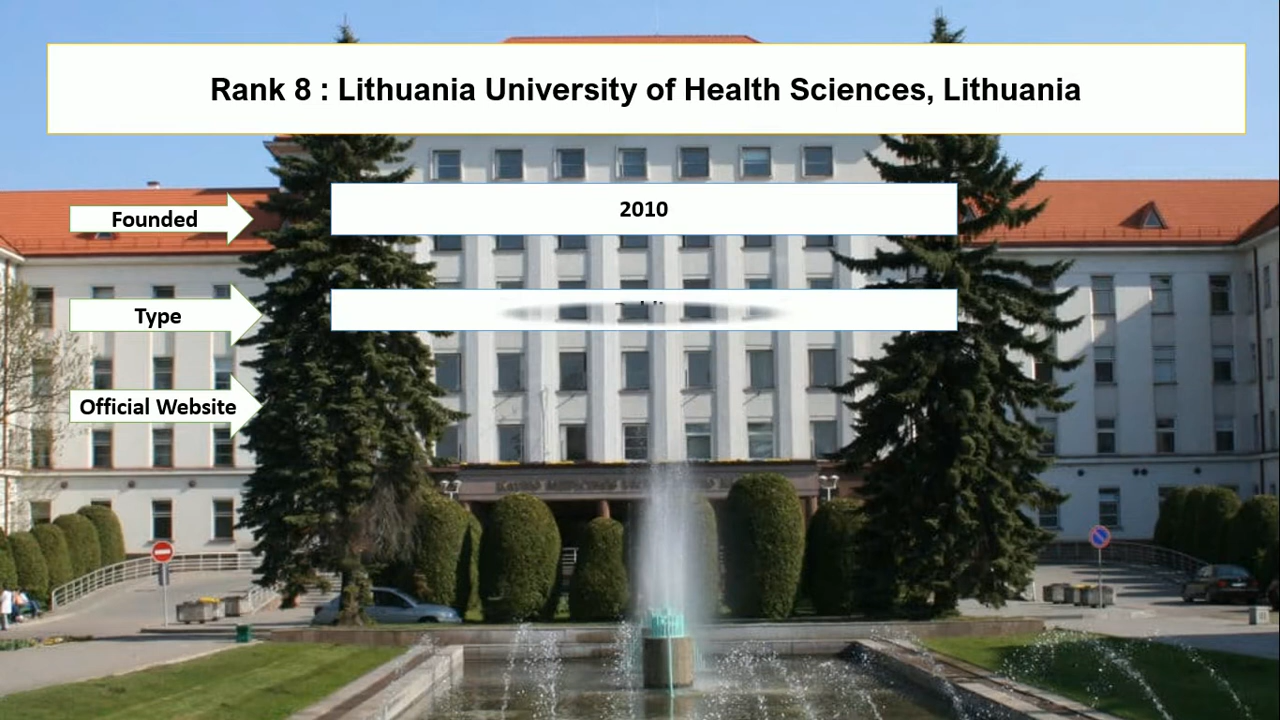 Rank 8 : Lithuania University of Health Sciences, Lithuania
Founded
2010
Type
Official Website